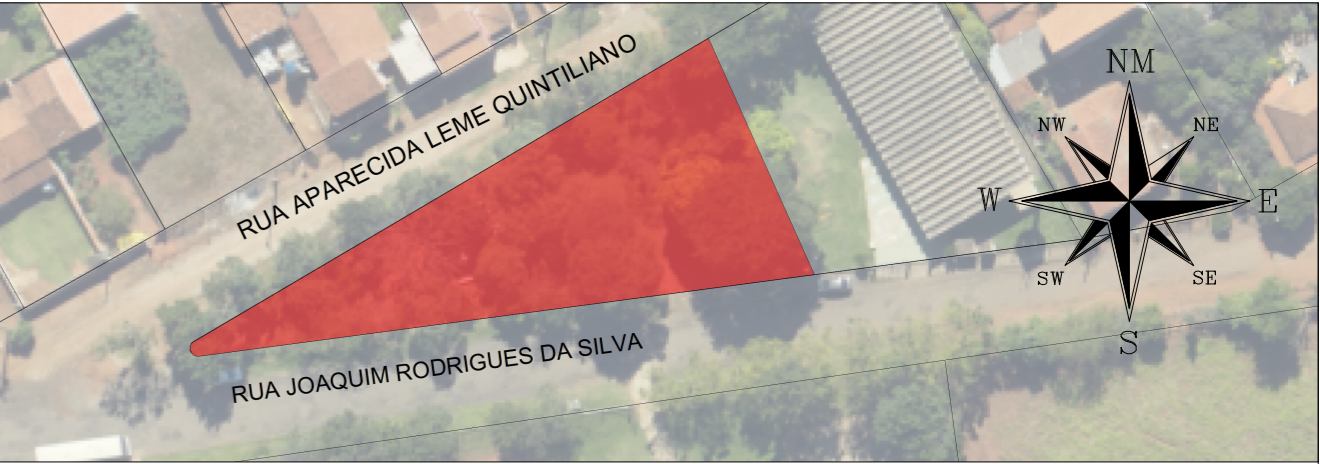 RUA APARECIDA LEME QUINTILIANO
RUA JOAQUIM RODRIGUES DA SILVA
NM
NW
NE
W
E
SW
SE
S